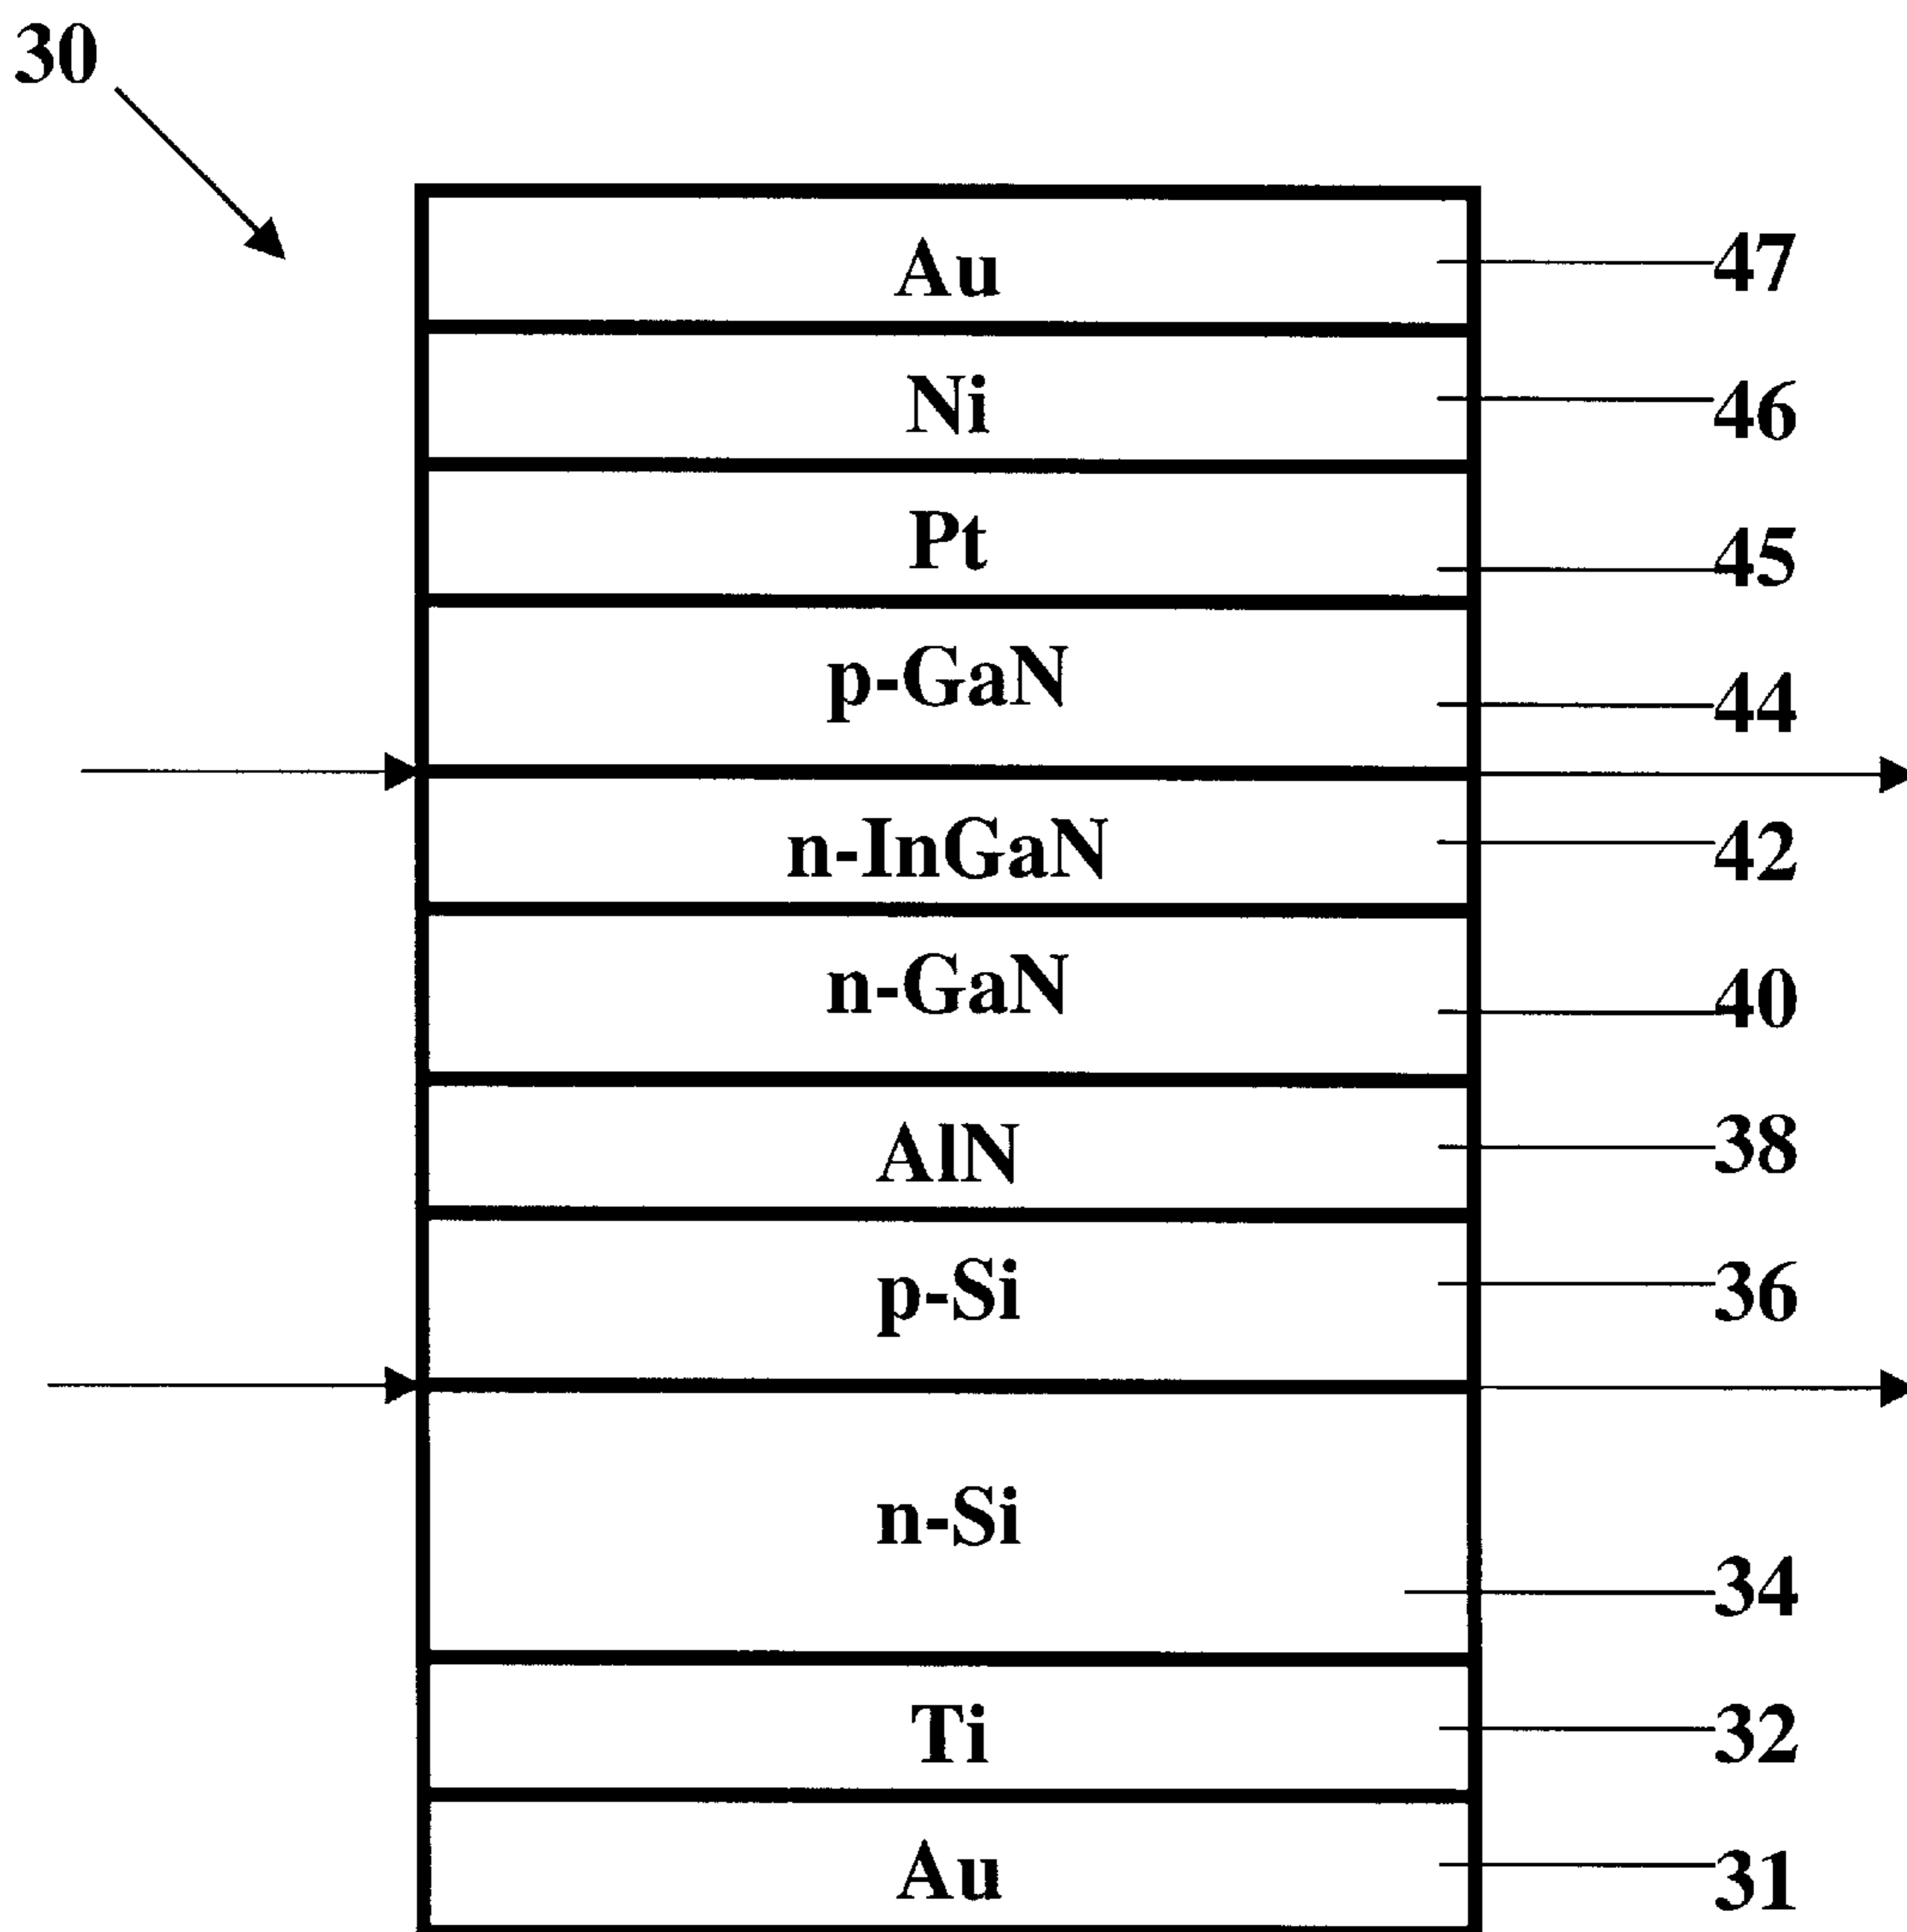 30
Au 47
Ni 46
Pt 45
p-GaN 44
n-InGaN 42
n-GaN 40
AlN 38
p-Si 36
n-Si 34
Ti 32
Au 31